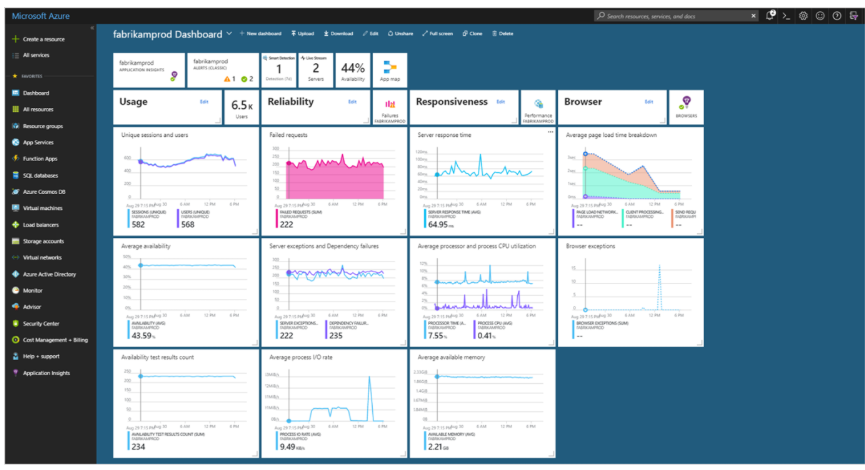 Microsoft Azure
Search resources, services, and docs
Create a resource
All services
FAVORITES
Dashboard
All resources
Resource groups
App Services
Function Apps
SQL databases
Azure Cosmos DB
Virtual machines
Load balancers
Storage accounts
Virtual networks
Azure Active Directory
Monitor
Advisor
Security Center
Cost Management + Billing
Help + support
Application Insights
fabrikamprod Dashboard
New dashboard Upload Download Edit Unshare Full screen Clone Delete
fabrikamprod
APPLICATION INSIGHTS
fabrikamprod
ALERTS (CLASSIC)
1 2
Smart Detection
1
Detection (7x)
Live Stream
2
Servers
44%
Availability
App map
Usage Edit
6.5 K
Users
Reliability Edit
Failures
FABRIKAMPROD
Responsiveness Edit
Performance
FABRIKAMPROD
Browser Edit
BROWSERS
Unique sessions and users
SESSIONS (UNIQUE)
FABRIKAMPROD
582
USERS (UNIQUE)
FABRIKAMPROD
568
Failed requests
FAILED REQUESTS (SUM)
FABRIKAMPROD
222
Server response time
SERVER RESPONSE TIME (AVG)
FABRIKAMPROD
64.95 ms
Average page load time breakdown
PAGE LOAD NETWORK...
FABRIKAMPROD
--
CLIENT PROCESSING...
FABRIKAMPROD
--
SEND REQU
FABRIKAMPROD
--
Average availability
AVAILABILITY (AVG)
FABRIKAMPROD
43.59 %
Server exceptions and Dependency failures
SERVER EXCEPTIONS...
FABRIKAMPROD
222
DEPENDENCY FAILUR...
FABRIKAMPROD
235
Average processor and process CPU utilization
PROCESSOR TIME (A...
FABRIKAMPROD
7.55 %
PROCESS CPU (AVG)
FABRIKAMPROD
0.41 %
Browser exceptions
BROWSER EXCEPTIONS (SUM)
FABRIKAMPROD
--
Availability test results count
AVAILABILITY TEST RESULTS COUNT (SUM)
FABRIKAMPROD
234
Average process I/O rate
PROCESS IO RATE (AVG)
FABRIKAMPROD
9.49 KB/s
Average available memory
AVAILABLE MEMORY (AVG)
FABRIKAMPROD
2.21 GB